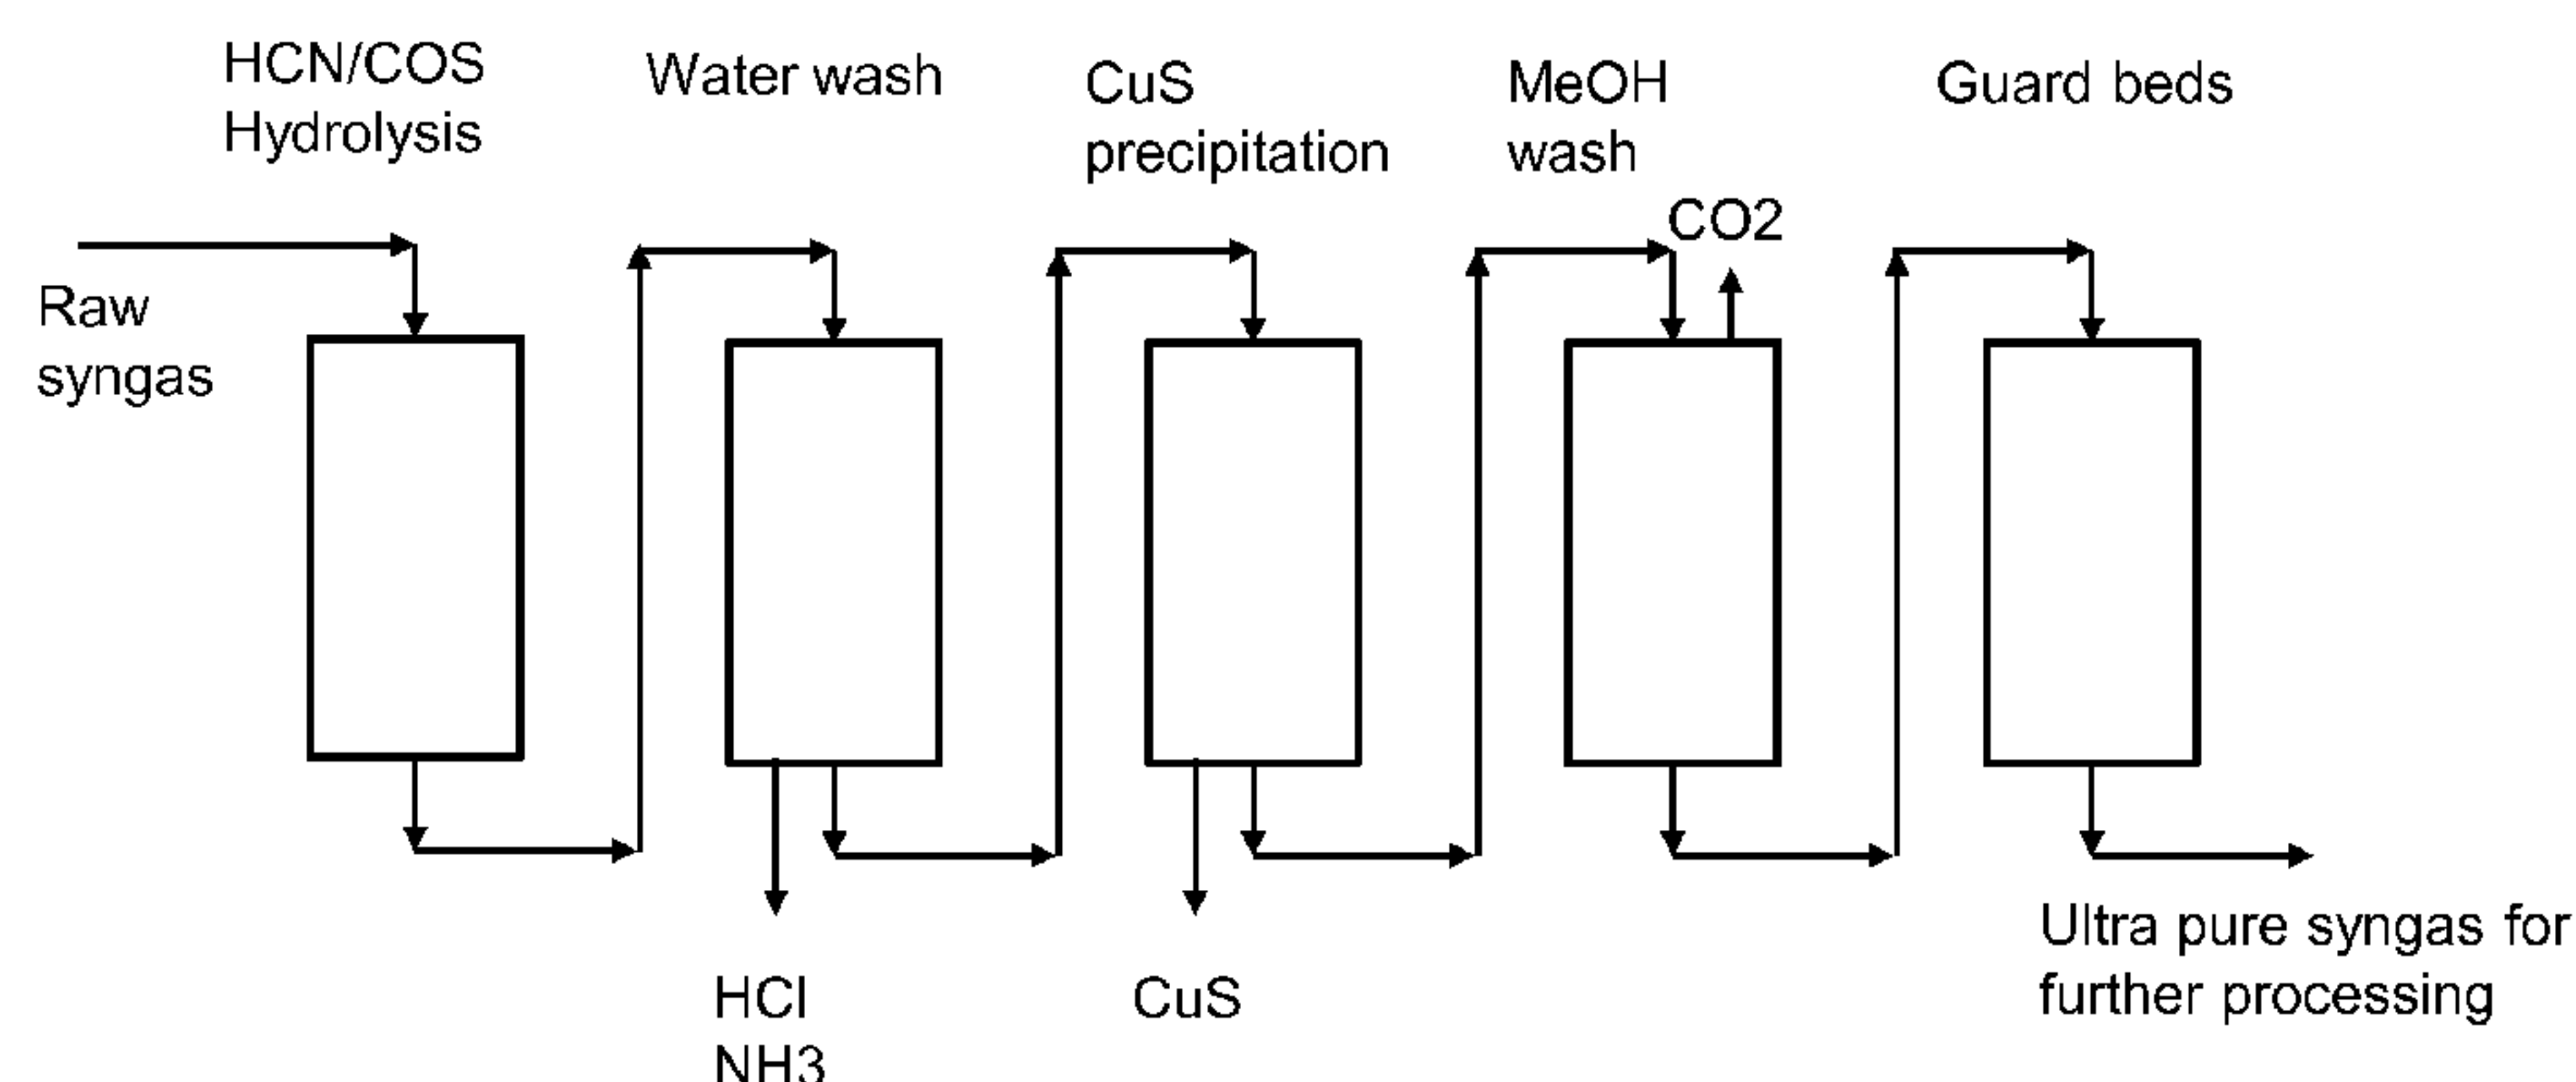 HCN/COS
Hydrolysis
Water wash
CuS
precipitation
MeOH
wash
Guard beds
CO2
Raw
syngas
HCl
NH3
CuS
Ultra pure syngas for
further processing